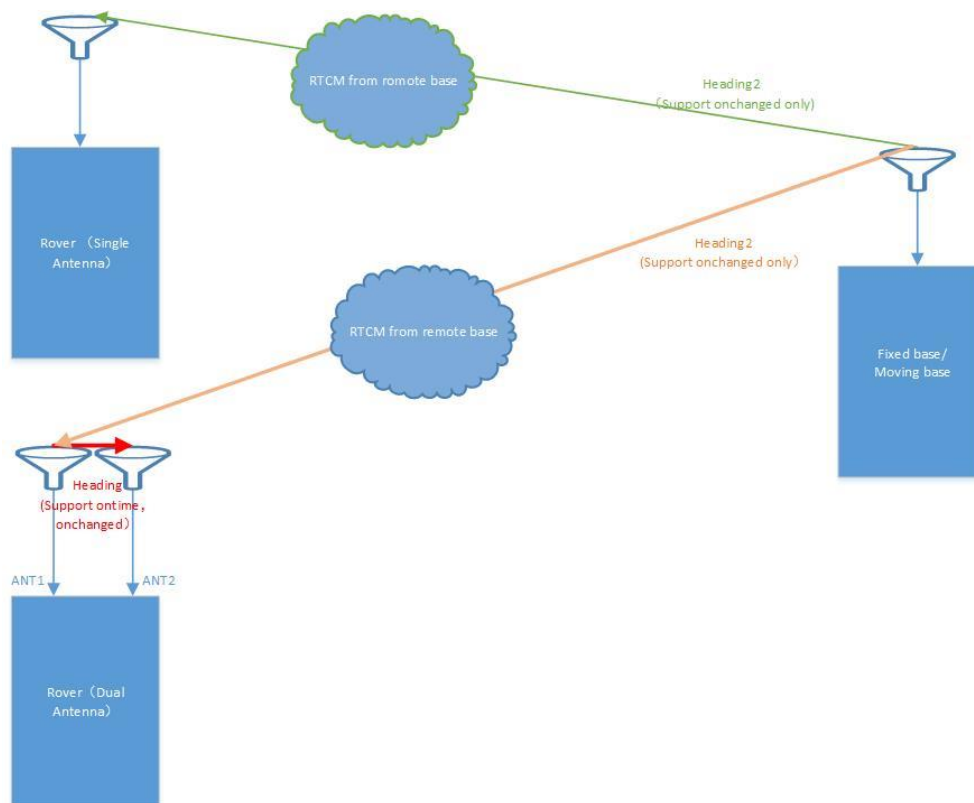 RTCM from romote base
Heading2
（Support onchanged only)
Rover （Single
Antenna）
Heading2
(Support onchanged only）
RTCM from remote base
Fixed base/
Moving base
Heading
(Support ontime,
onchanged）
ANT1
ANT2
Rover（Dual
Antenna）